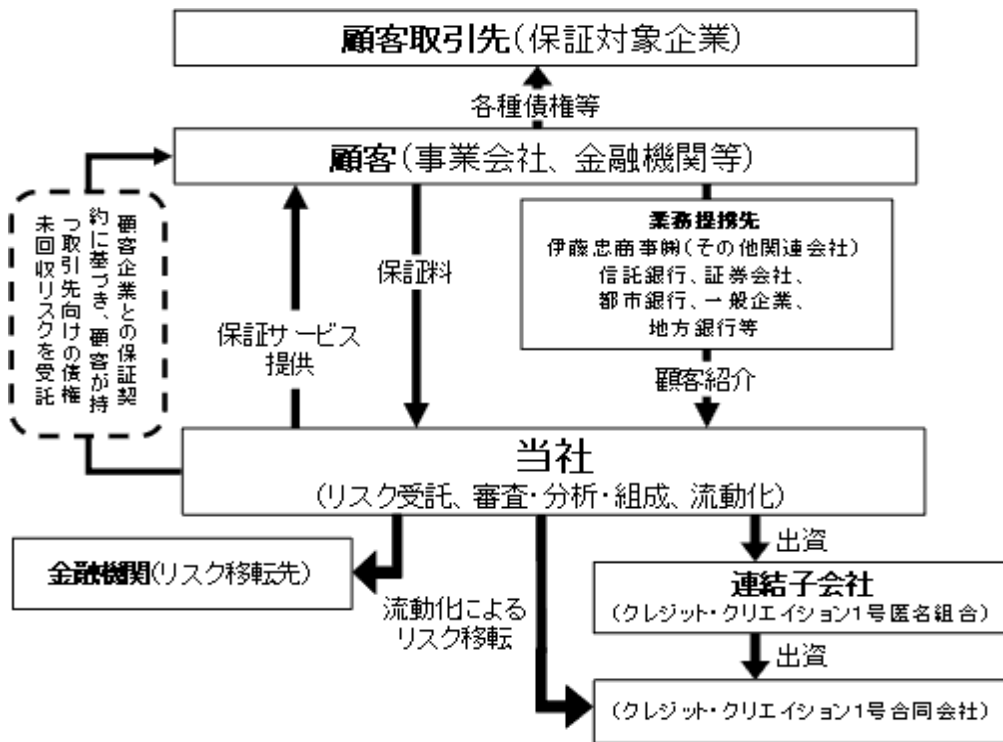 顧客取引先(保証対象企業)
各種債権等
顧客(事業会社、金融機関等)
顧客企業との保証契
約に基づき、顧客が持
つ取引先向けの債権
未回収リスクを受託
保証サービス
提供
保証料
業務提携先
伊藤忠商事㈱(その他関連会社)
信託銀行、証券会社、
都市銀行、一般企業、
地方銀行等
顧客紹介
当社
(リスク受託、審査・分析・組成、流動化)
金融機関(リスク移転先)
流動化による
リスク移転
出資
連結子会社
(クレジット・クリエイション1号匿名組合)
出資
(クレジット・クリエイション1号合同会社)